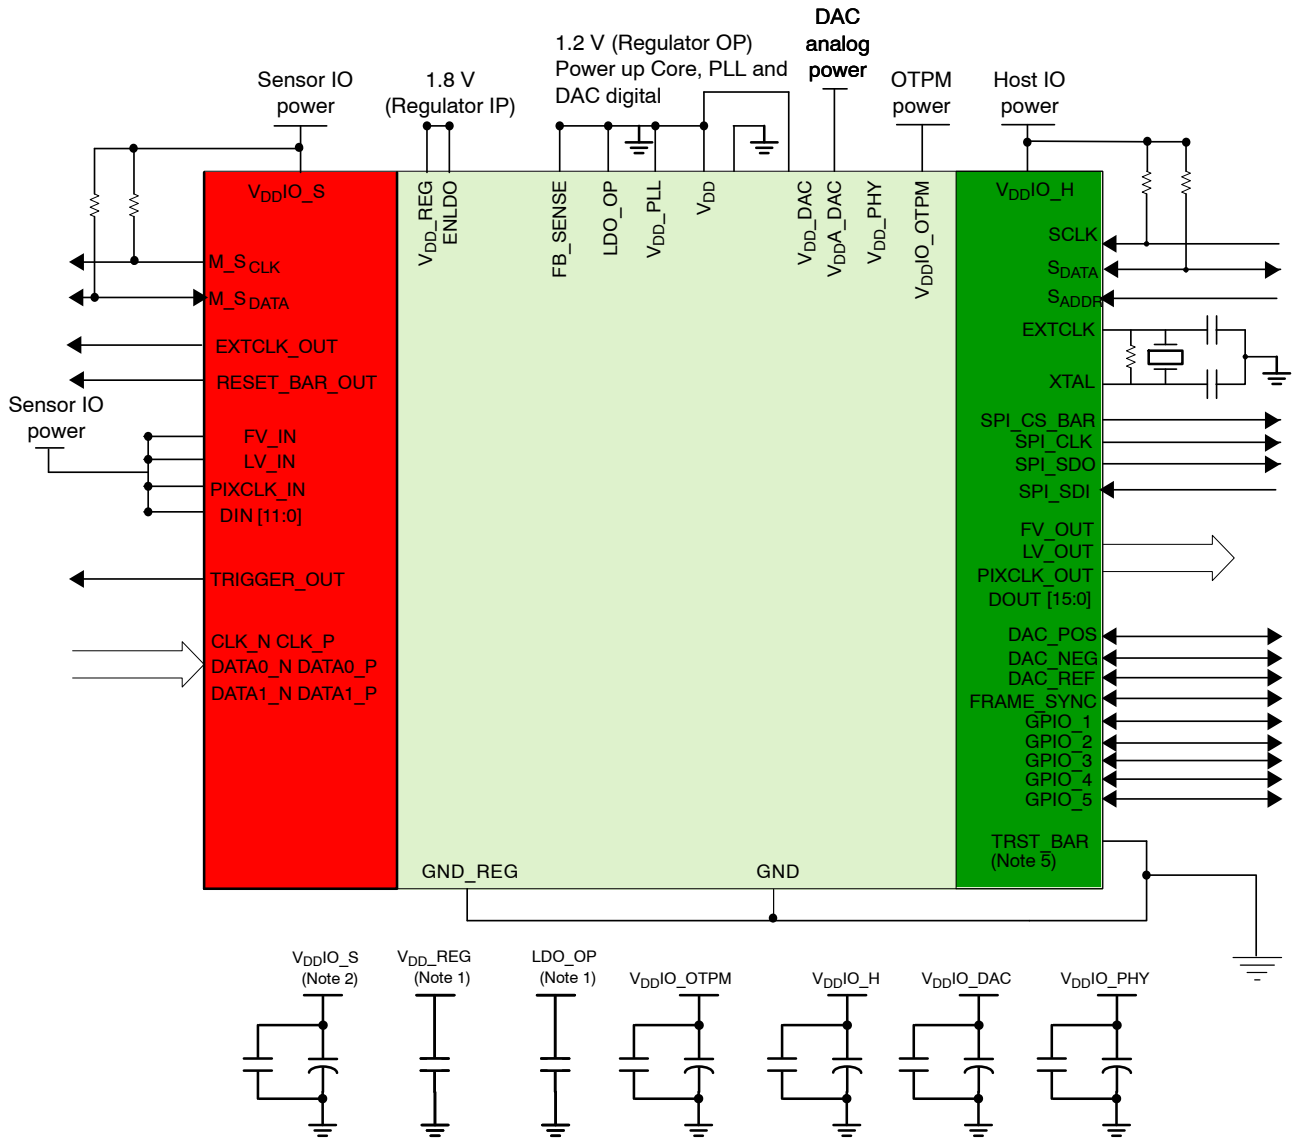 DAC
analog
power
1.2 V (Regulator OP)
Power up Core, PLL and
DAC digital
Sensor IO
power
1.8 V
(Regulator IP)
OTPM
power
Host IO
power
VDDIO_S
VDD_REG
ENLDO
FB_SENSE
LDO_OP
VDD_PLL
VDD
VDD_DAC
VDDA_DAC
VDD_PHY
VDDIO_OTPM
VDDIO_H
M_SCLK
M_SDATA
EXTCLK_OUT
RESET_BAR_OUT
Sensor IO
power
FV_IN
LV_IN
PIXCLK_IN
DIN [11:0]
TRIGGER_OUT
CLK_N CLK_P
DATA0_N DATA0_P
DATA1_N DATA1_P
SCLK
SDATA
SADDR
EXTCLK
XTAL
SPI_CS_BAR
SPI_CLK
SPI_SDO
SPI_SDI
FV_OUT
LV_OUT
PIXCLK_OUT
DOUT [15:0]
DAC_POS
DAC_NEG
DAC_REF
FRAME_SYNC
GPIO_1
GPIO_2
GPIO_3
GPIO_4
GPIO_5
TRST_BAR
(Note 5)
GND_REG
GND
VDDIO_S
(Note 2)
VDD_REG
(Note 1)
LDO_OP
(Note 1)
VDDIO_OTPM
VDDIO_H
VDDIO_DAC
VDDIO_PHY